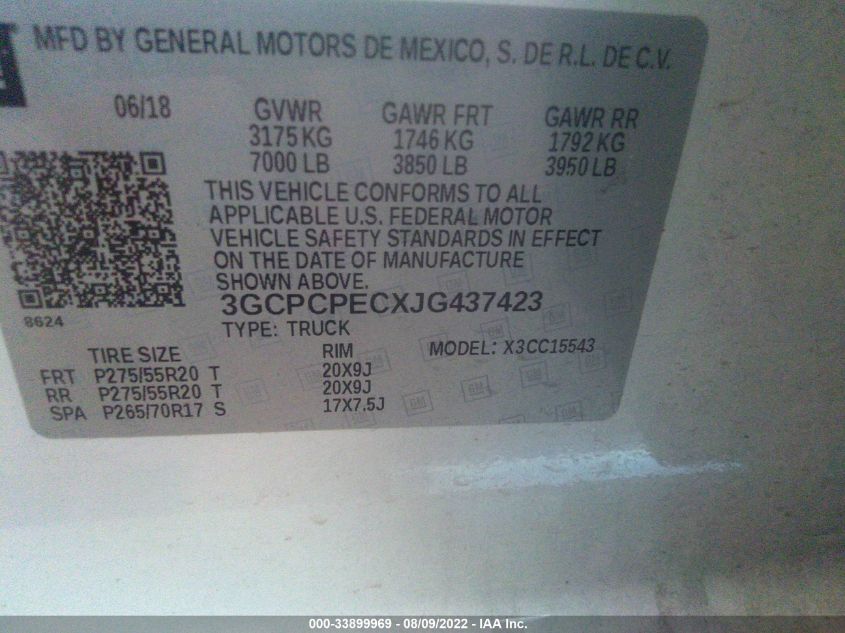 MFD BY GENERAL MOTORS DE MEXICO, S. DE R.L. DE C.V.
06/18 GVWR GAWR FRT GAWR RR
3175 KG 1746 KG 1792 KG
7000 LB 3850 LB 3950 LB
THIS VEHICLE CONFORMS TO ALL
APPLICABLE U.S. FEDERAL MOTOR
VEHICLE SAFETY STANDARDS IN EFFECT
ON THE DATE OF MANUFACTURE
SHOWN ABOVE.
3GCPCPECXJG437423
8624
TYPE: TRUCK
TIRE SIZE RIM MODEL: X3CC15543
FRT P275/55R20 T 20X9J
RR P275/55R20 T 20X9J
SPA P265/70R17 S 17X7.5J
000-33899969 - 08/09/2022 - IAA Inc.